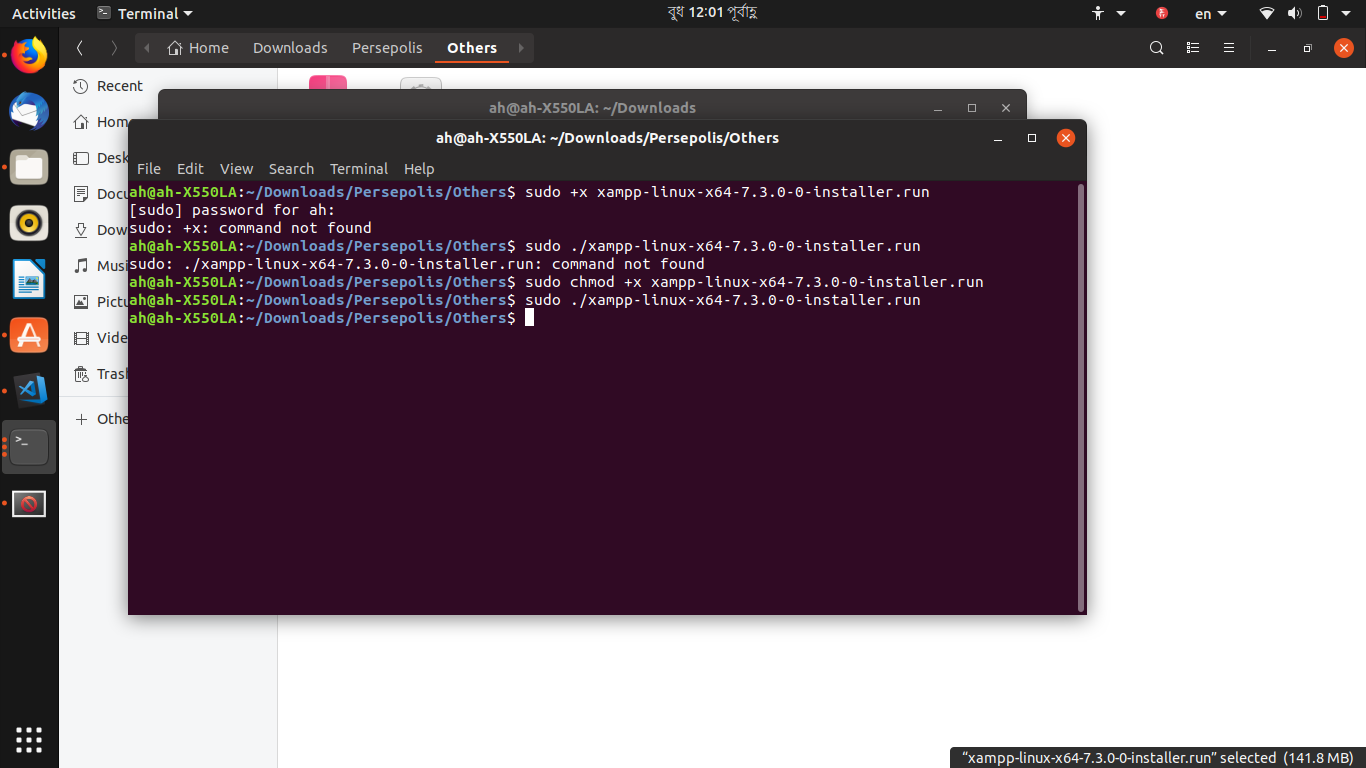 Activities
Terminal
বুধ 12:01 পূর্বাহ্ণ
en
Home
Downloads
Persepolis
Others
Recent
ah@ah-X550LA: ~/Downloads
ah@ah-X550LA: ~/Downloads/Persepolis/Others
File Edit View Search Terminal Help
ah@ah-X550LA:~/Downloads/Persepolis/Others$ sudo +x xampp-linux-x64-7.3.0-0-installer.run
[sudo] password for ah:
sudo: +x: command not found
ah@ah-X550LA:~/Downloads/Persepolis/Others$ sudo ./xampp-linux-x64-7.3.0-0-installer.run
sudo: ./xampp-linux-x64-7.3.0-0-installer.run: command not found
ah@ah-X550LA:~/Downloads/Persepolis/Others$ sudo chmod +x xampp-linux-x64-7.3.0-0-installer.run
ah@ah-X550LA:~/Downloads/Persepolis/Others$ sudo ./xampp-linux-x64-7.3.0-0-installer.run
ah@ah-X550LA:~/Downloads/Persepolis/Others$
Hom
Desk
Docu
Dow
Musi
Pictu
Vide
Trash
Othe
“xampp-linux-x64-7.3.0-0-installer.run” selected (141.8 MB)